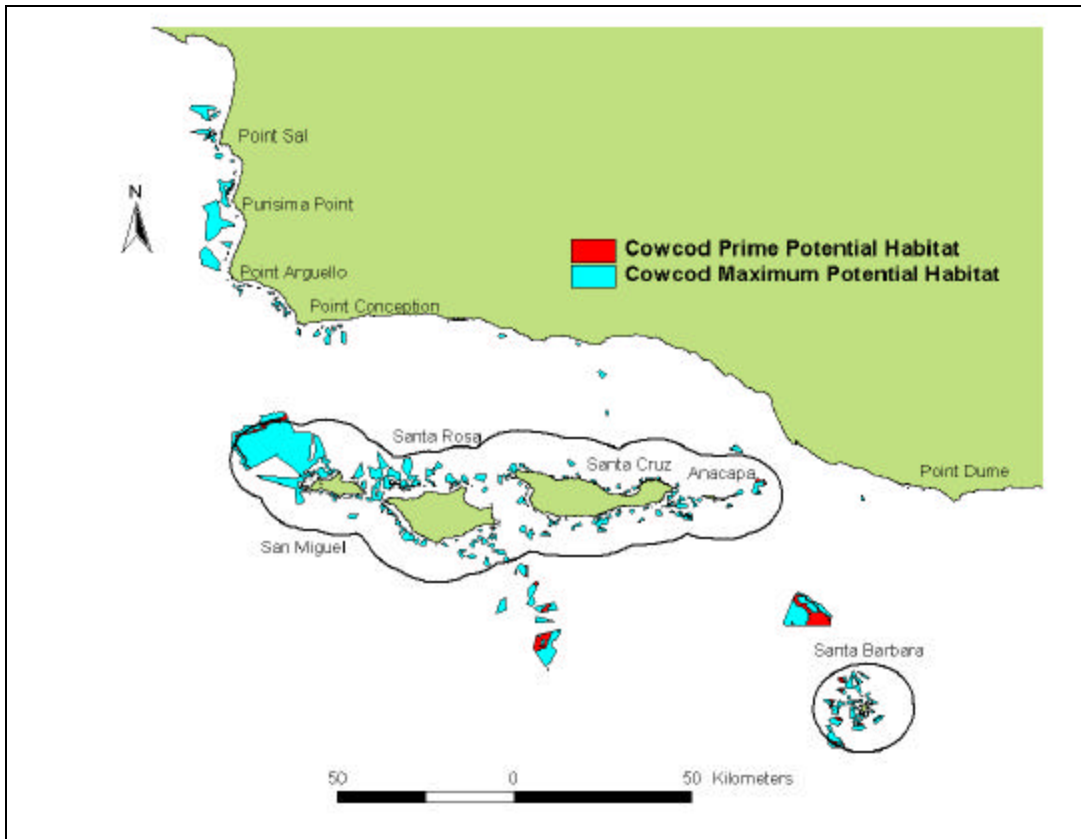 Point Sal
N
Purisima Point
Cowcod Prime Potential Habitat
Cowcod Maximum Potential Habitat
Point Arguello
Point Conception
Santa Rosa
Santa Cruz
Anacapa
Point Dume
San Miguel
Santa Barbara
50 0 50 Kilometers